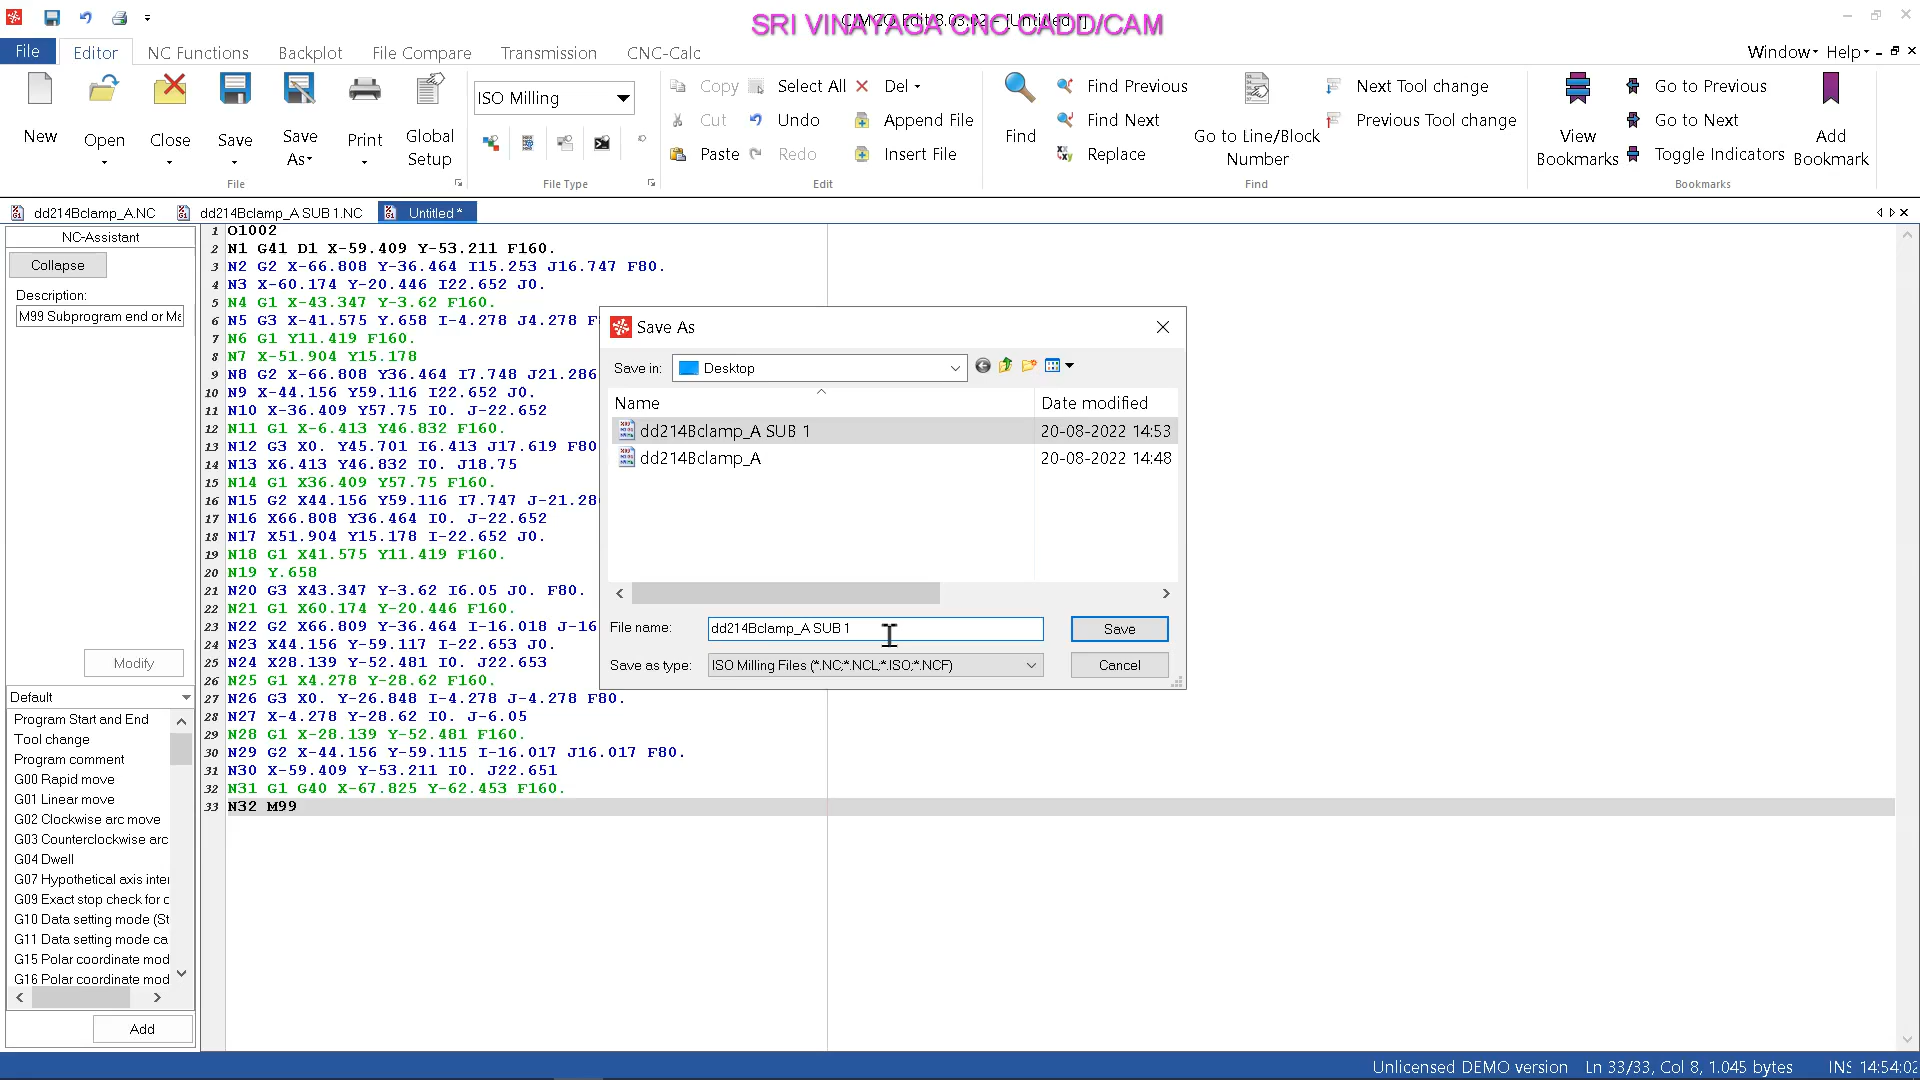 SRI VINAYAGA CNC CADD/CAM
CIMCO Edit 8.03.02 - [Untitled *]
File Editor NC Functions Backplot File Compare Transmission CNC-Calc
Window Help
New Open Close Save Save As Print Global Setup
File
ISO Milling
File Type
Copy Select All Del
Cut Undo Append File
Paste Redo Insert File
Edit
Find
Find Previous
Find Next
Replace
Go to Line/Block Number
Next Tool change
Previous Tool change
Find
View Bookmarks
Go to Previous
Go to Next
Toggle Indicators
Add Bookmark
Bookmarks
dd214Bclamp_A.NC dd214Bclamp_A SUB 1.NC Untitled *
NC-Assistant
Collapse
Description:
M99 Subprogram end or Ma
Modify
Default
Program Start and End
Tool change
Program comment
G00 Rapid move
G01 Linear move
G02 Clockwise arc move
G03 Counterclockwise arc
G04 Dwell
G07 Hypothetical axis inter
G09 Exact stop check for c
G10 Data setting mode (St
G11 Data setting mode ca
G15 Polar coordinate mod
G16 Polar coordinate mod
Add
1 O1002
2 N1 G41 D1 X-59.409 Y-53.211 F160.
3 N2 G2 X-66.808 Y-36.464 I15.253 J16.747 F80.
4 N3 X-60.174 Y-20.446 I22.652 J0.
5 N4 G1 X-43.347 Y-3.62 F160.
6 N5 G3 X-41.575 Y.658 I-4.278 J4.278 F
7 N6 G1 Y11.419 F160.
8 N7 X-51.904 Y15.178
9 N8 G2 X-66.808 Y36.464 I7.748 J21.286
10 N9 X-44.156 Y59.116 I22.652 J0.
11 N10 X-36.409 Y57.75 I0. J-22.652
12 N11 G1 X-6.413 Y46.832 F160.
13 N12 G3 X0. Y45.701 I6.413 J17.619 F80
14 N13 X6.413 Y46.832 I0. J18.75
15 N14 G1 X36.409 Y57.75 F160.
16 N15 G2 X44.156 Y59.116 I7.747 J-21.28
17 N16 X66.808 Y36.464 I0. J-22.652
18 N17 X51.904 Y15.178 I-22.652 J0.
19 N18 G1 X41.575 Y11.419 F160.
20 N19 Y.658
21 N20 G3 X43.347 Y-3.62 I6.05 J0. F80.
22 N21 G1 X60.174 Y-20.446 F160.
23 N22 G2 X66.809 Y-36.464 I-16.018 J-16
24 N23 X44.156 Y-59.117 I-22.653 J0.
25 N24 X28.139 Y-52.481 I0. J22.653
26 N25 G1 X4.278 Y-28.62 F160.
27 N26 G3 X0. Y-26.848 I-4.278 J-4.278 F80.
28 N27 X-4.278 Y-28.62 I0. J-6.05
29 N28 G1 X-28.139 Y-52.481 F160.
30 N29 G2 X-44.156 Y-59.115 I-16.017 J16.017 F80.
31 N30 X-59.409 Y-53.211 I0. J22.651
32 N31 G1 G40 X-67.825 Y-62.453 F160.
33 N32 M99
Save As
Save in: Desktop
Name Date modified
dd214Bclamp_A SUB 1 20-08-2022 14:53
dd214Bclamp_A 20-08-2022 14:48
File name: dd214Bclamp_A SUB 1 Save
Save as type: ISO Milling Files (*.NC;*.NCL;*.ISO;*.NCF) Cancel
Unlicensed DEMO version Ln 33/33, Col 8, 1.045 bytes INS 14:54:02